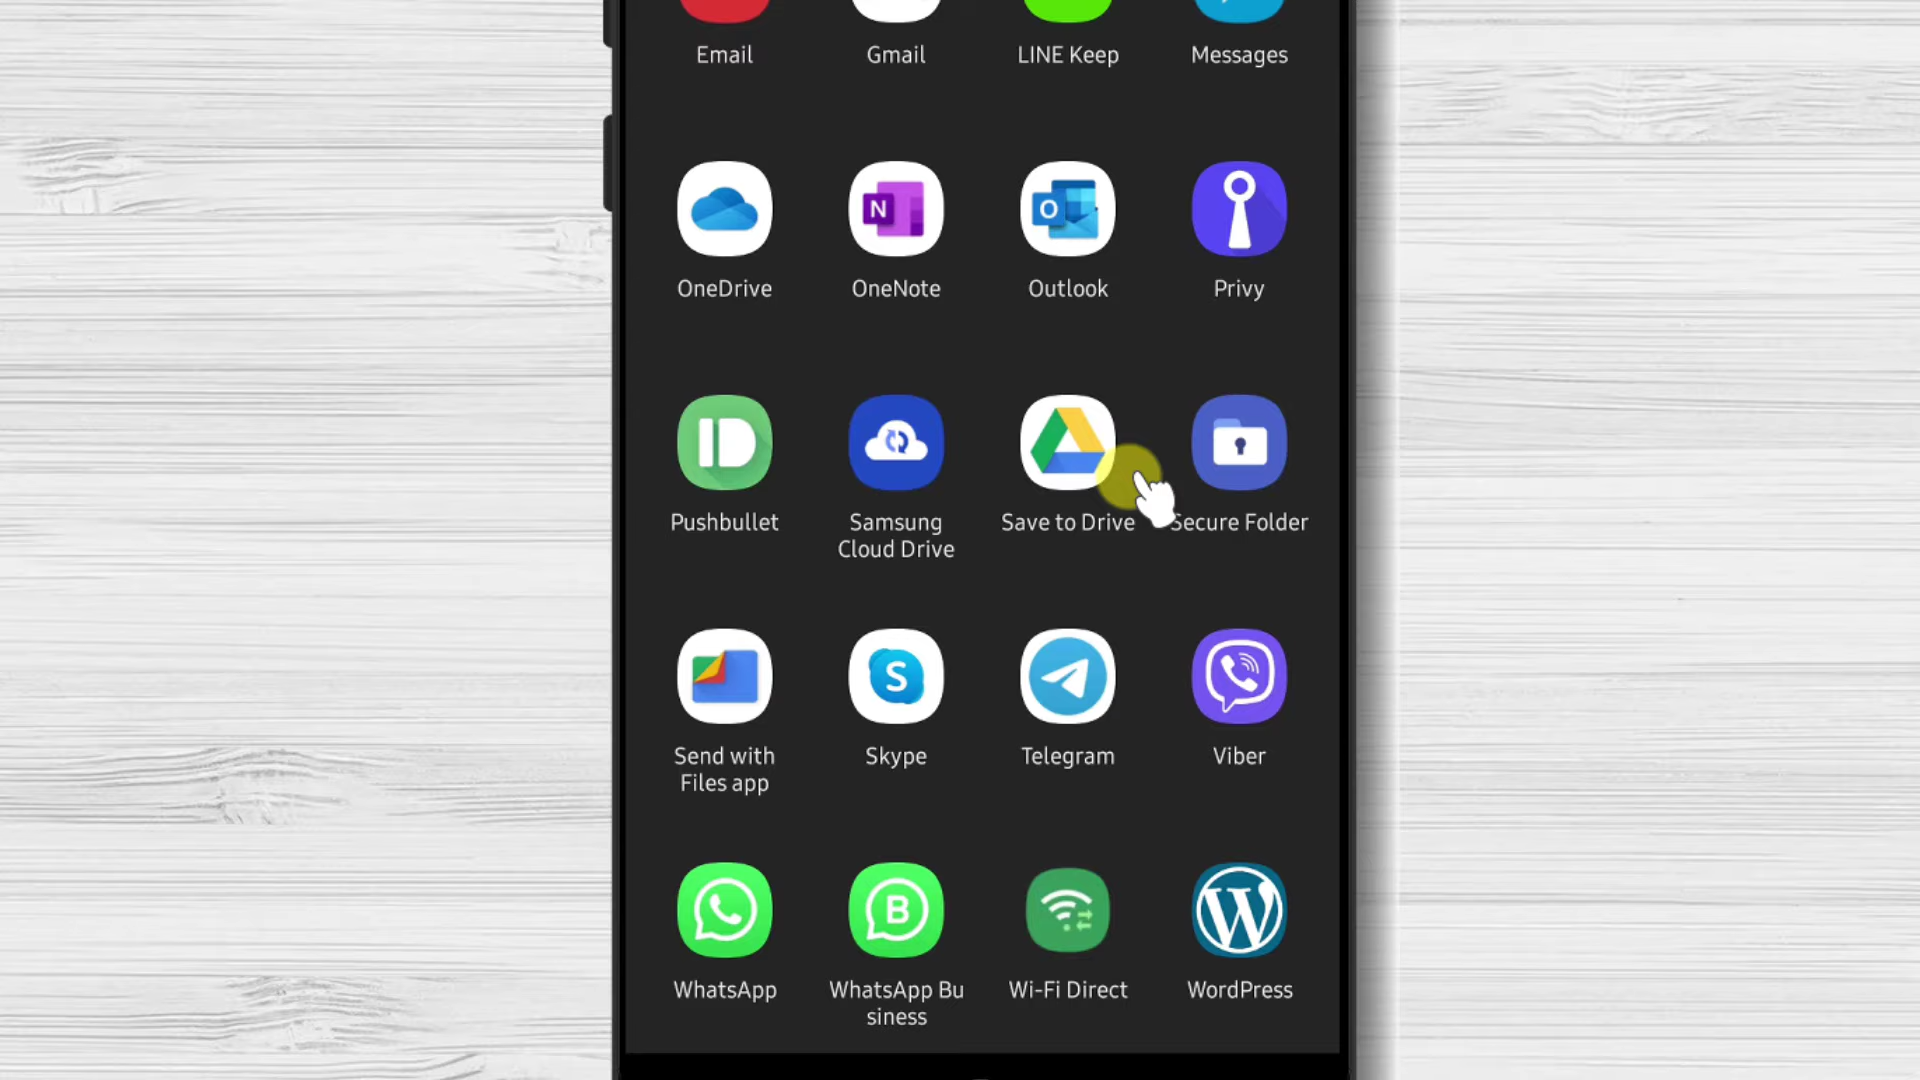 Email Gmail LINE Keep Messages
OneDrive OneNote Outlook Privy
N O
Pushbullet Samsung Save to Drive Secure Folder
Cloud Drive
S
Send with Skype Telegram Viber
Files app
B W
WhatsApp WhatsApp Bu Wi-Fi Direct WordPress
siness